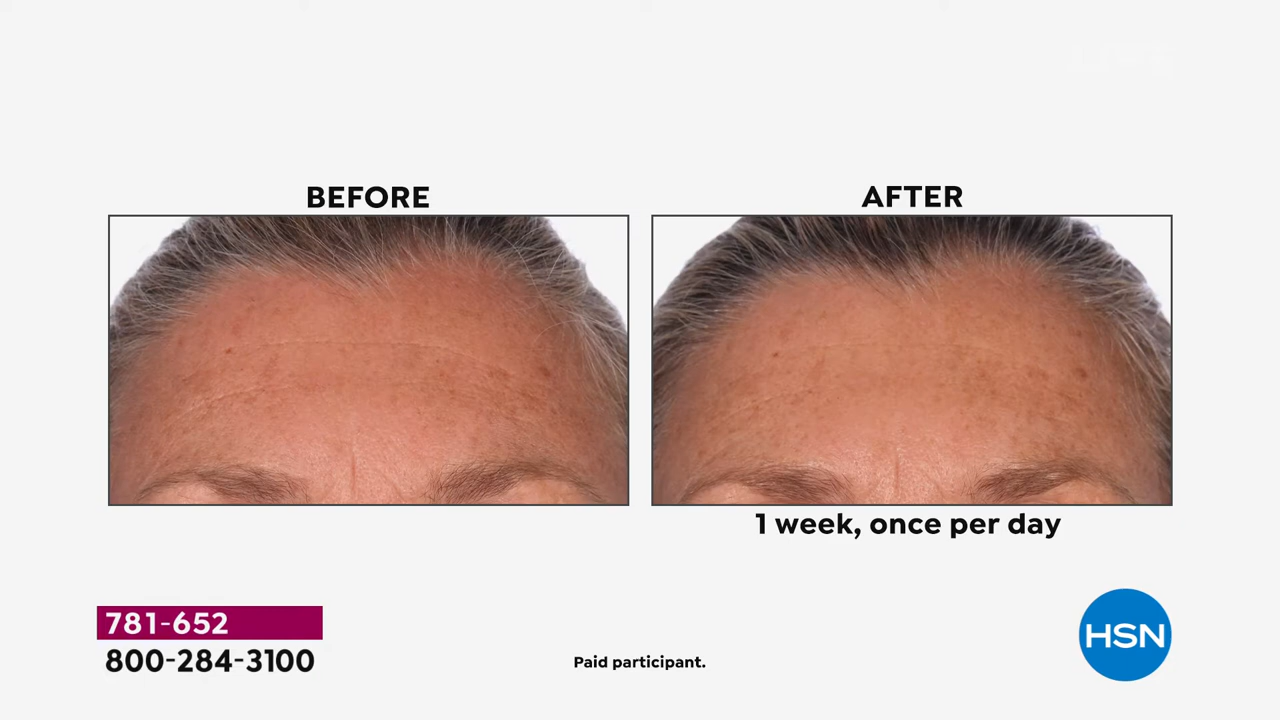 BEFORE
AFTER
1 week, once per day
781-652
800-284-3100
Paid participant.
HSN